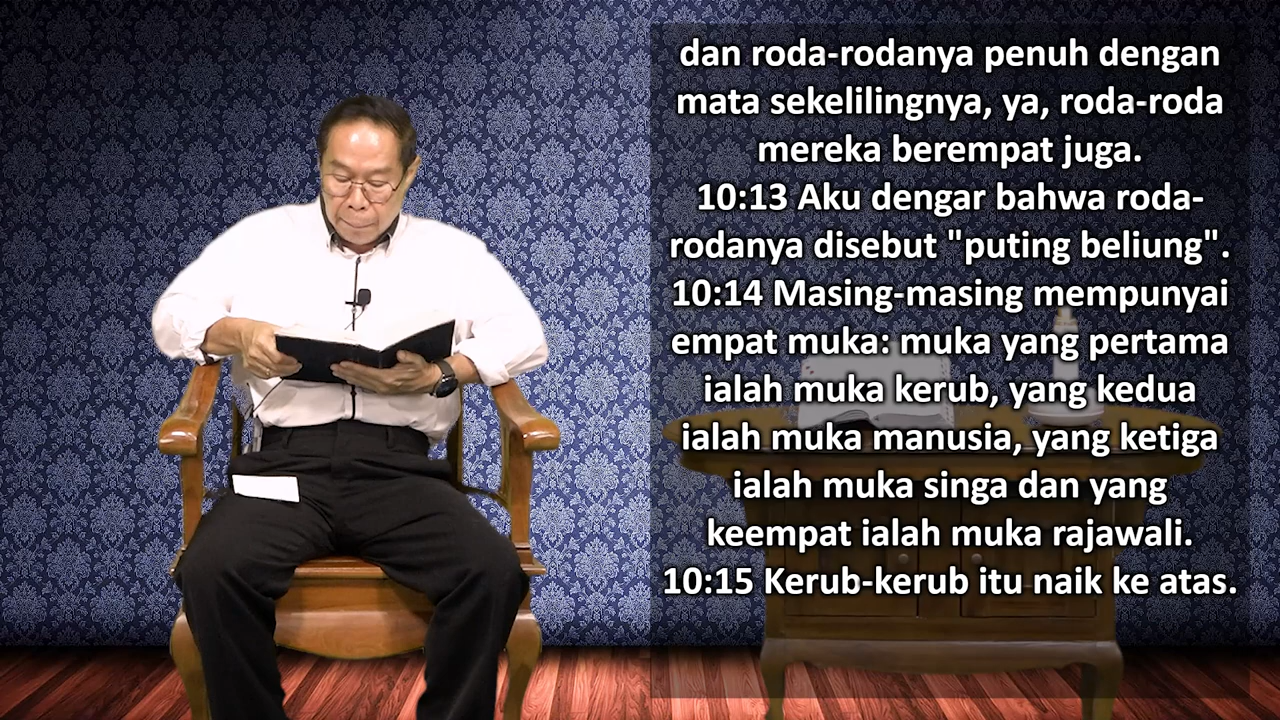 dan roda-rodanya penuh dengan
mata sekelilingnya, ya, roda-roda
mereka berempat juga.
10:13 Aku dengar bahwa roda-
rodanya disebut "puting beliung".
10:14 Masing-masing mempunyai
empat muka: muka yang pertama
ialah muka kerub, yang kedua
ialah muka manusia, yang ketiga
ialah muka singa dan yang
keempat ialah muka rajawali.
10:15 Kerub-kerub itu naik ke atas.